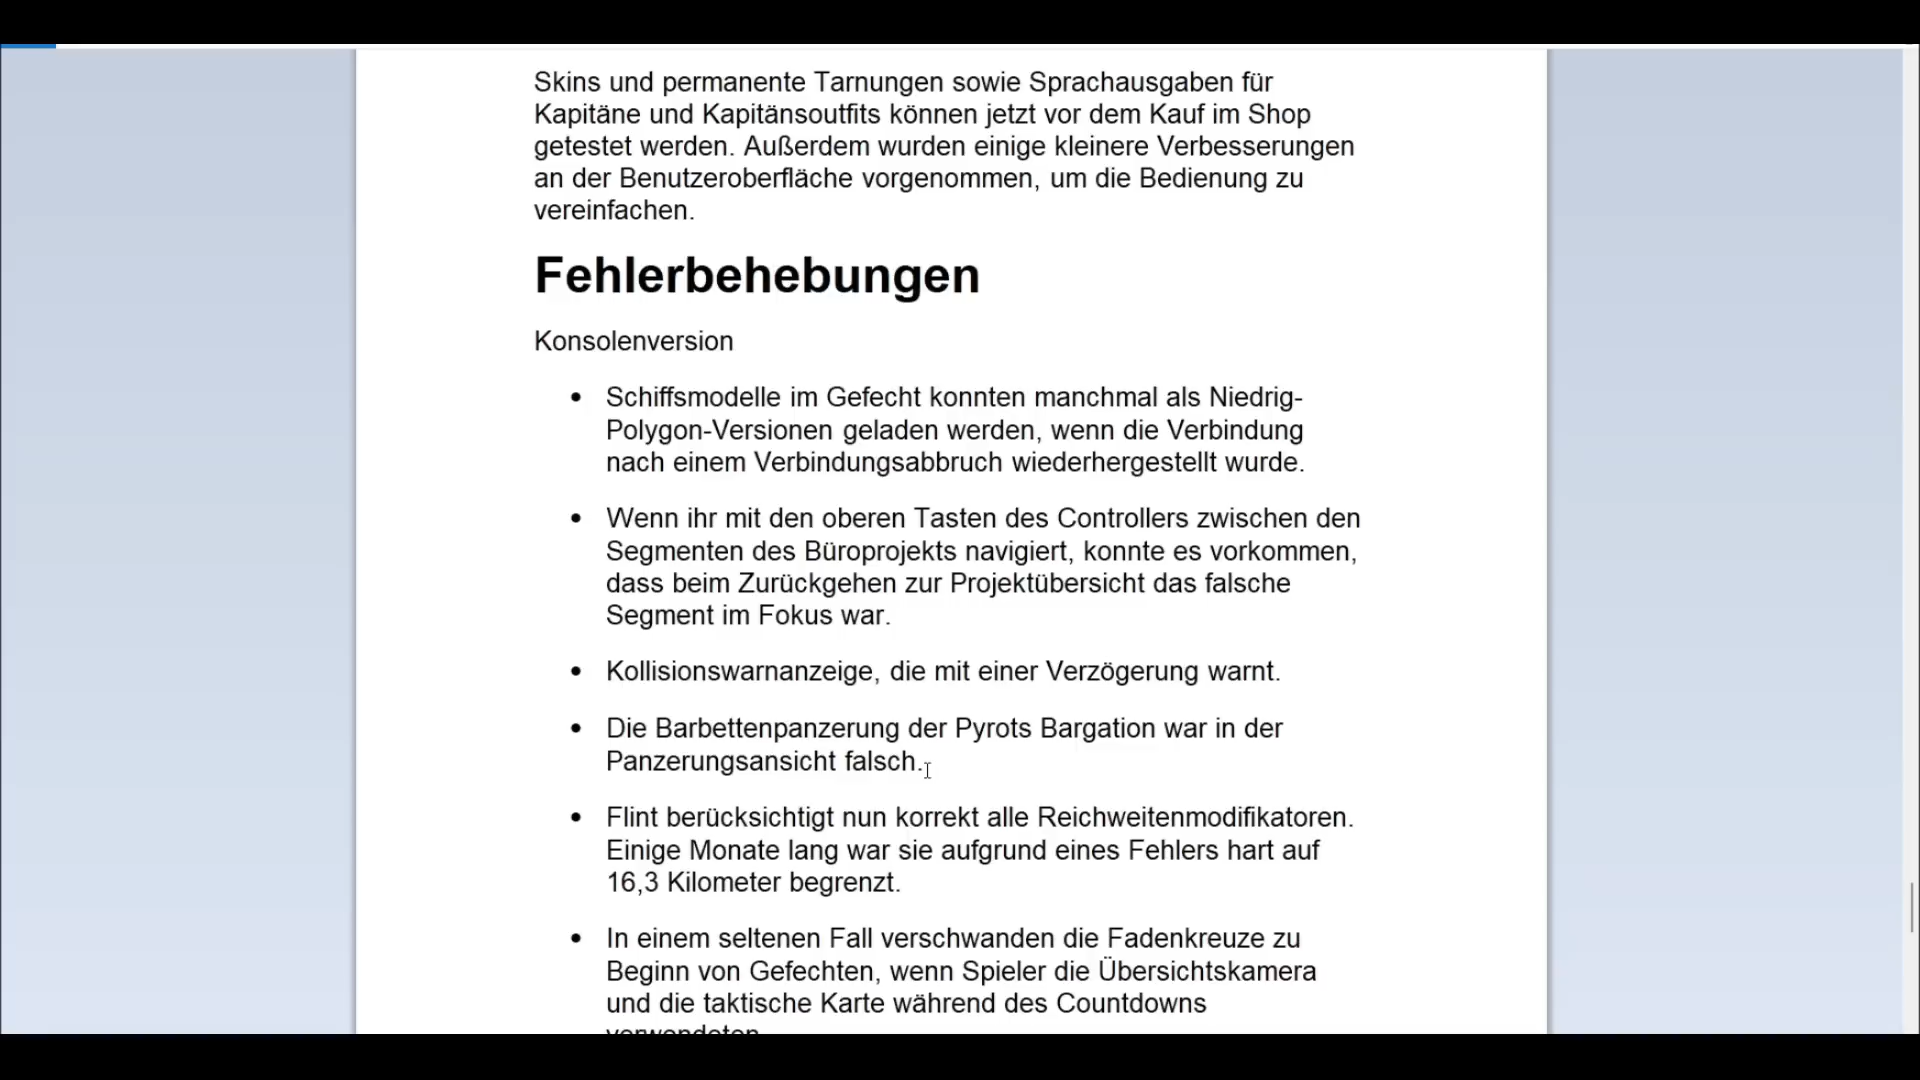 Skins und permanente Tarnungen sowie Sprachausgaben für
Kapitäne und Kapitänsoutfits können jetzt vor dem Kauf im Shop
getestet werden. Außerdem wurden einige kleinere Verbesserungen
an der Benutzeroberfläche vorgenommen, um die Bedienung zu
vereinfachen.
Fehlerbehebungen
Konsolenversion
• Schiffsmodelle im Gefecht konnten manchmal als Niedrig-
Polygon-Versionen geladen werden, wenn die Verbindung
nach einem Verbindungsabbruch wiederhergestellt wurde.
• Wenn ihr mit den oberen Tasten des Controllers zwischen den
Segmenten des Büroprojekts navigiert, konnte es vorkommen,
dass beim Zurückgehen zur Projektübersicht das falsche
Segment im Fokus war.
• Kollisionswarnanzeige, die mit einer Verzögerung warnt.
• Die Barbettenpanzerung der Pyrots Bargation war in der
Panzerungsansicht falsch.
• Flint berücksichtigt nun korrekt alle Reichweitenmodifikatoren.
Einige Monate lang war sie aufgrund eines Fehlers hart auf
16,3 Kilometer begrenzt.
• In einem seltenen Fall verschwanden die Fadenkreuze zu
Beginn von Gefechten, wenn Spieler die Übersichtskamera
und die taktische Karte während des Countdowns
verwendeten.